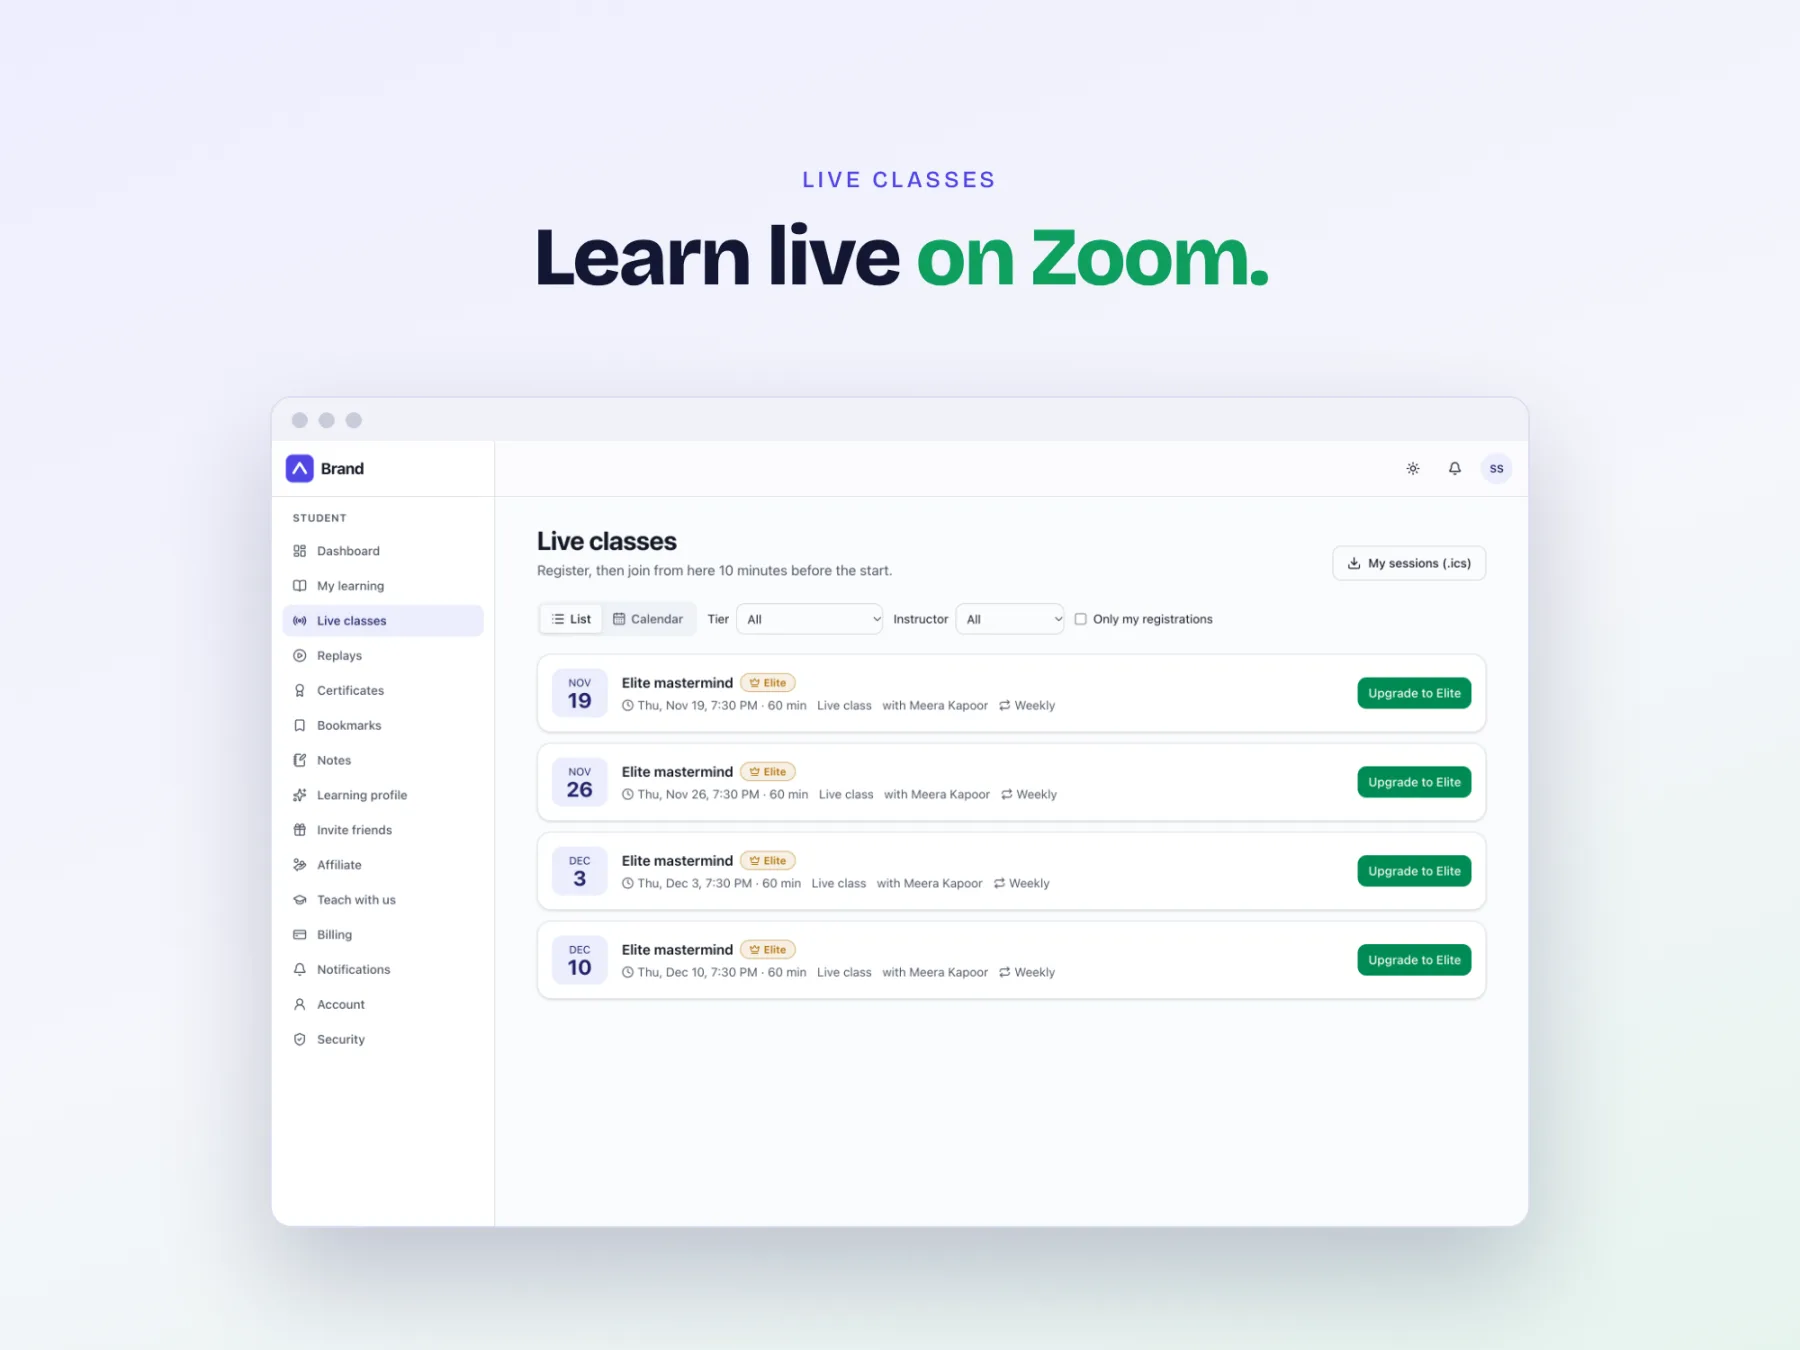 LIVE CLASSES
Learn live on Zoom.
Brand
SS
STUDENT
Dashboard
My learning
Live classes
Replays
Certificates
Bookmarks
Notes
Learning profile
Invite friends
Affiliate
Teach with us
Billing
Notifications
Account
Security
Live classes
Register, then join from here 10 minutes before the start.
My sessions (.ics)
List Calendar Tier All Instructor All Only my registrations
NOV
19
Elite mastermind Elite
Thu, Nov 19, 7:30 PM · 60 min Live class with Meera Kapoor Weekly
Upgrade to Elite
NOV
26
Elite mastermind Elite
Thu, Nov 26, 7:30 PM · 60 min Live class with Meera Kapoor Weekly
Upgrade to Elite
DEC
3
Elite mastermind Elite
Thu, Dec 3, 7:30 PM · 60 min Live class with Meera Kapoor Weekly
Upgrade to Elite
DEC
10
Elite mastermind Elite
Thu, Dec 10, 7:30 PM · 60 min Live class with Meera Kapoor Weekly
Upgrade to Elite